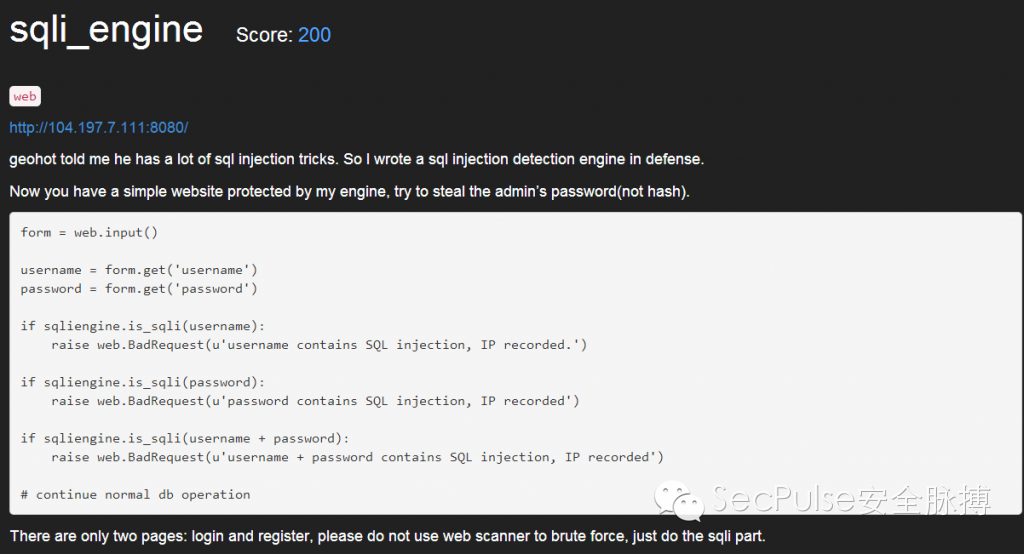 sqli_engine Score: 200
web
http://104.197.7.111:8080/
geohot told me he has a lot of sql injection tricks. So I wrote a sql injection detection engine in defense.
Now you have a simple website protected by my engine, try to steal the admin's password(not hash).
form = web.input()
username = form.get('username')
password = form.get('password')
if sqliengine.is_sqli(username):
    raise web.BadRequest(u'username contains SQL injection, IP recorded.')
if sqliengine.is_sqli(password):
    raise web.BadRequest(u'password contains SQL injection, IP recorded')
if sqliengine.is_sqli(username + password):
    raise web.BadRequest(u'username + password contains SQL injection, IP recorded')
# continue normal db operation
SecPulse安全脉搏
There are only two pages: login and register, please do not use web scanner to brute force, just do the sqli part.